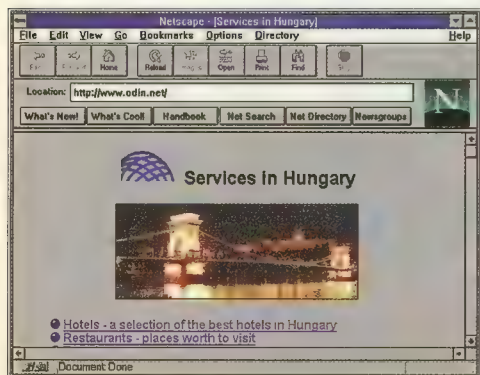 Netscape - [Services in Hungary]
File Edit View Go Bookmarks Options Directory Help
Home Reload Open Print Find
Location: http://www.odin.net/
What's New! What's Cool! Handbook Net Search Net Directory Newsgroups
N
Services in Hungary
Hotels - a selection of the best hotels in Hungary
Restaurants - places worth to visit
Document Done